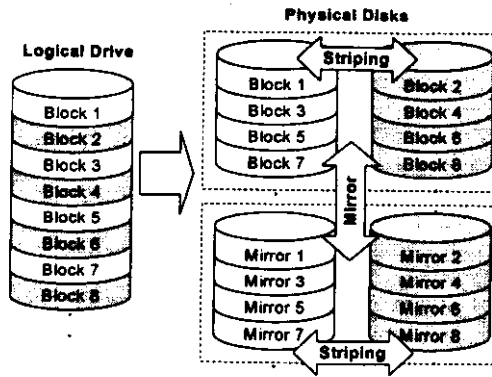 Physical Disks
Logical Drive
Block 1
Block 2
Block 3
Block 4
Block 5
Block 6
Block 7
Block 8
Striping
Block 1
Block 3
Block 5
Block 7
Block 2
Block 4
Block 6
Block 8
Mirror
Mirror 1
Mirror 3
Mirror 5
Mirror 7
Mirror 2
Mirror 4
Mirror 6
Mirror 8
Striping